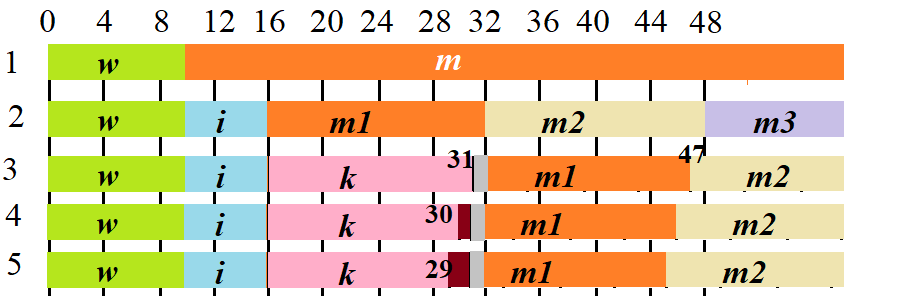 0 4 8 12 16 20 24 28 32 36 40 44 48
1 w m
2 w i m1 m2 m3
3 w i k 31 m1 47 m2
4 w i k 30 m1 m2
5 w i k 29 m1 m2